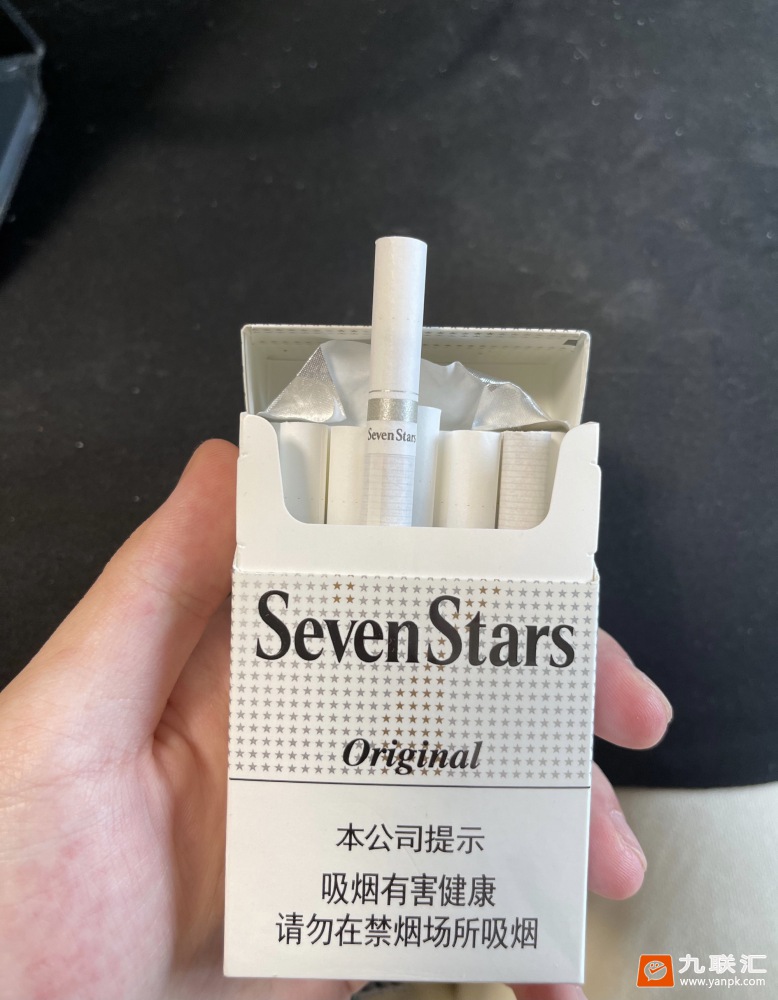 Seven Stars
Seven Stars
Original
本公司提示
吸烟有害健康
请勿在禁烟场所吸烟
九联汇
www.yanpk.com